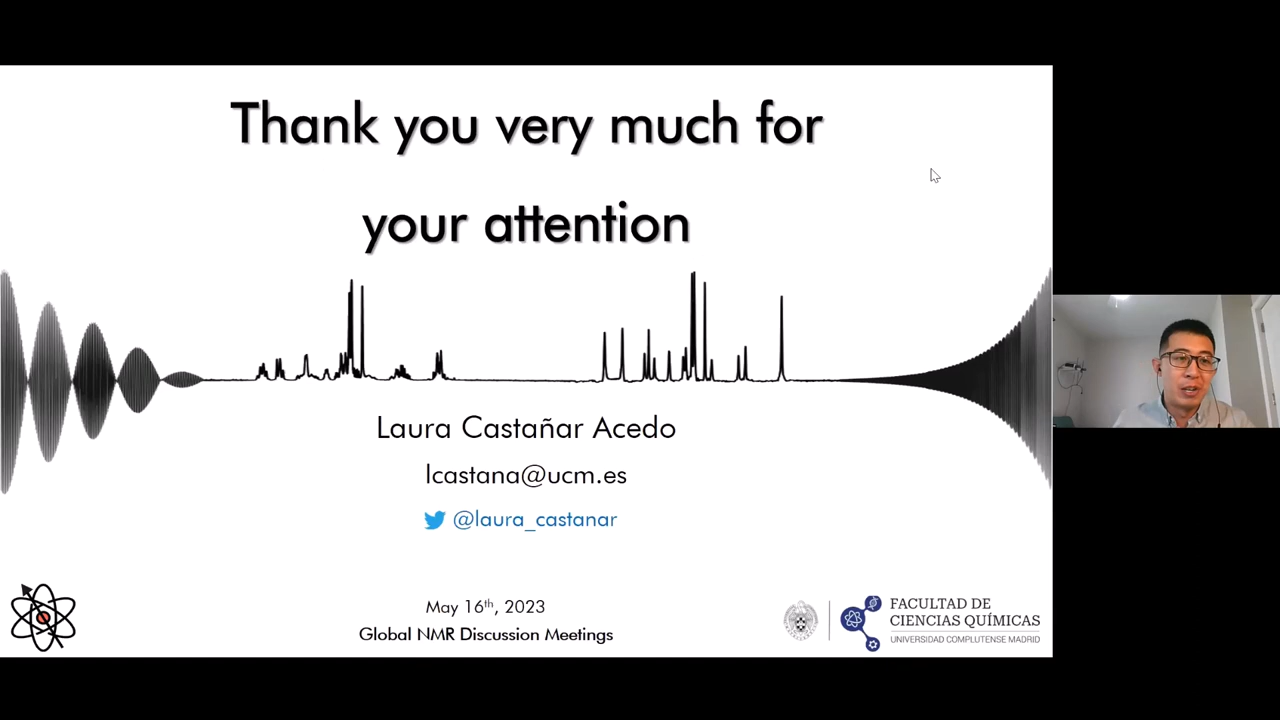 Thank you very much for
your attention
Laura Castañar Acedo
lcastana@ucm.es
@laura_castanar
May 16th, 2023
Global NMR Discussion Meetings
FACULTAD DE
CIENCIAS QUÍMICAS
UNIVERSIDAD COMPLUTENSE MADRID